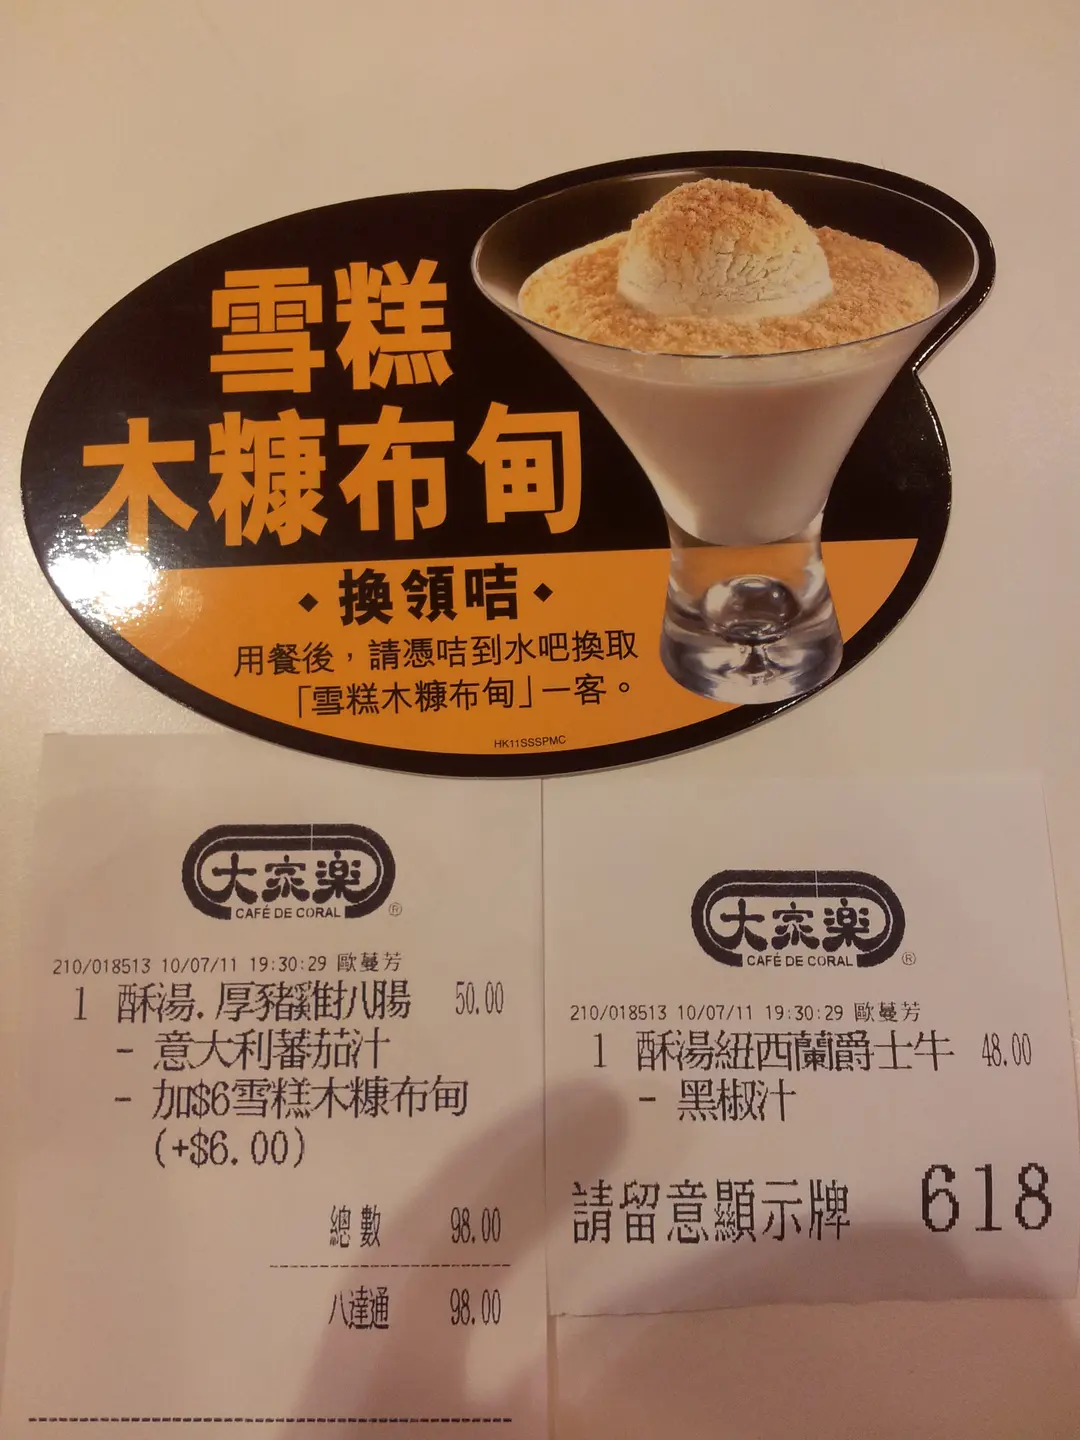 雪糕
木糠布甸
·換領咭·
用餐後，請憑咭到水吧換取
「雪糕木糠布甸」一客。
HK11SSSPMC
大家樂
CAFÉ DE CORAL ®
210/018513 10/07/11 19:30:29 歐蔓芳
1 酥湯.厚豬雞扒腸 50.00
- 意大利蕃茄汁
- 加$6雪糕木糠布甸
(+$6.00)
總數 98.00
八達通 98.00
大家樂
CAFÉ DE CORAL ®
210/018513 10/07/11 19:30:29 歐蔓芳
1 酥湯紐西蘭爵士牛 48.00
- 黑椒汁
請留意顯示牌 618